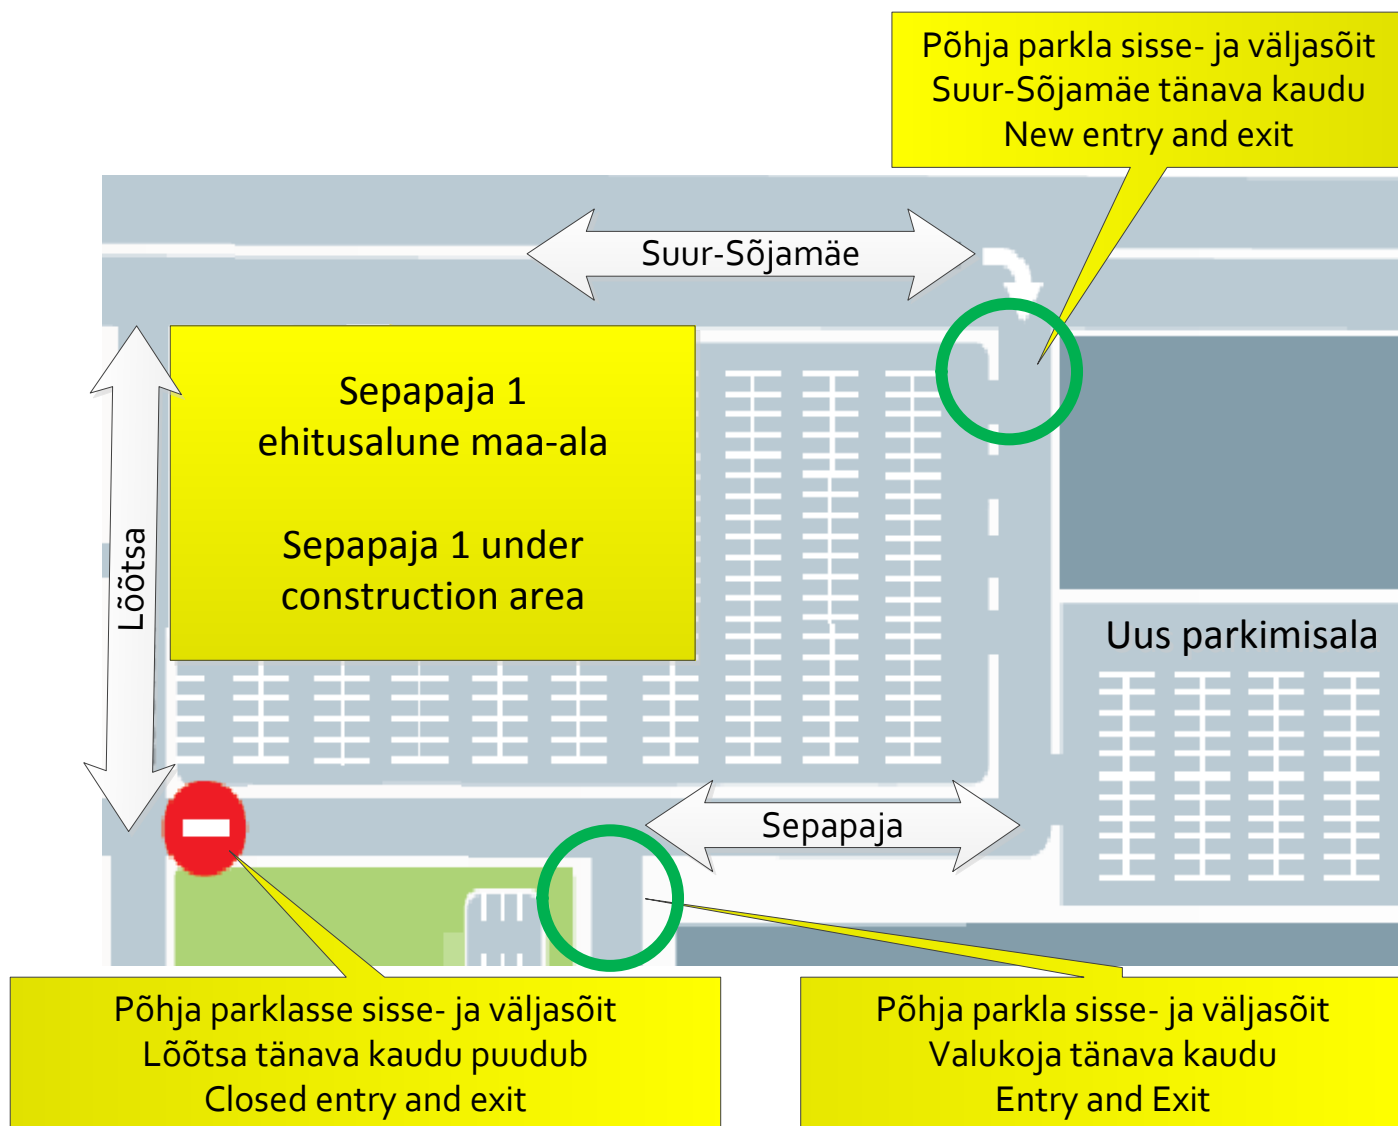 Põhja parkla sisse- ja väljasõit
Suur-Sõjamäe tänava kaudu
New entry and exit
Suur-Sõjamäe
Sepapaja 1
ehitusalune maa-ala
Sepapaja 1 under
construction area
Lõõtsa
Uus parkimisala
Sepapaja
Põhja parklasse sisse- ja väljasõit
Lõõtsa tänava kaudu puudub
Closed entry and exit
Põhja parkla sisse- ja väljasõit
Valukoja tänava kaudu
Entry and Exit